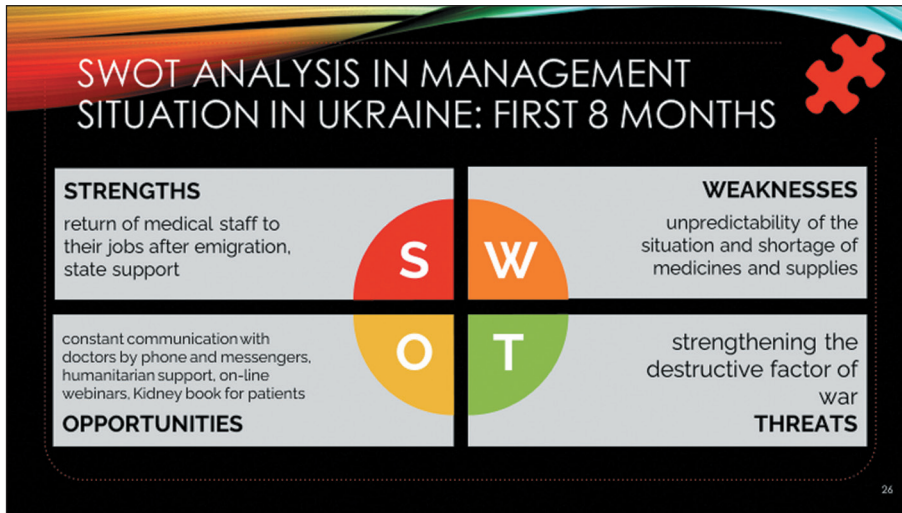 SWOT ANALYSIS IN MANAGEMENT
SITUATION IN UKRAINE: FIRST 8 MONTHS
STRENGTHS
return of medical staff to
their jobs after emigration,
state support
WEAKNESSES
unpredictability of the
situation and shortage of
medicines and supplies
S
W
O
T
constant communication with
doctors by phone and messengers,
humanitarian support, on-line
webinars, Kidney book for patients
OPPORTUNITIES
strengthening the
destructive factor of
war
THREATS
26